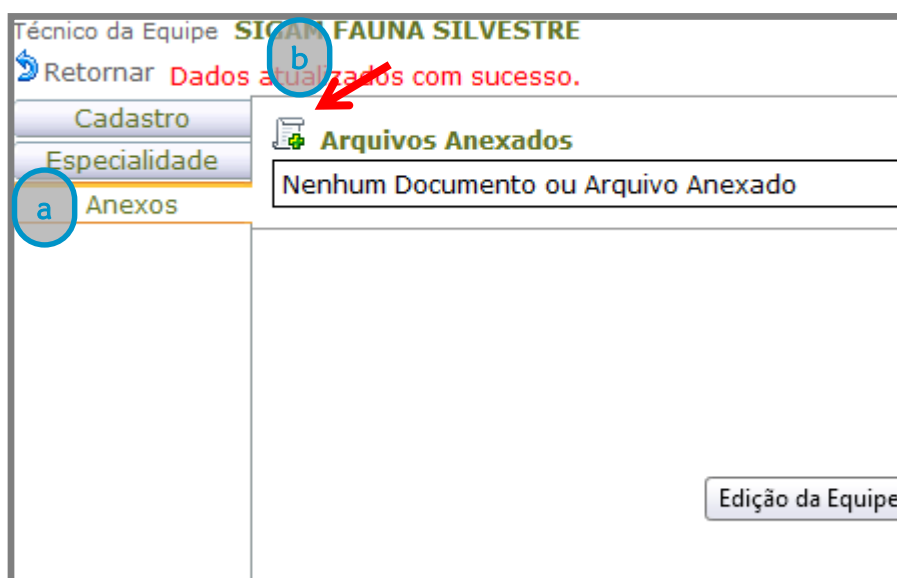 Técnico da Equipe SIGAM FAUNA SILVESTRE
b
Retornar Dados atualizados com sucesso.
Cadastro
Arquivos Anexados
Especialidade
Nenhum Documento ou Arquivo Anexado
a Anexos
Edição da Equipe